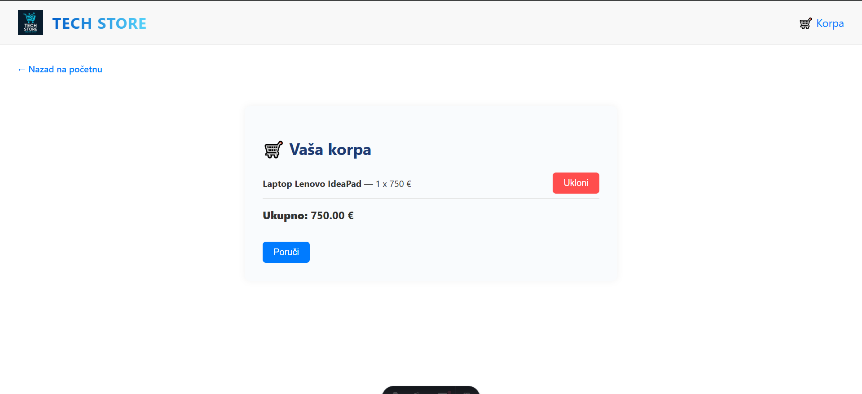 TECH
STORE
TECH STORE
Korpa
← Nazad na početnu
Vaša korpa
Laptop Lenovo IdeaPad — 1 x 750 €
Ukloni
Ukupno: 750.00 €
Poruči